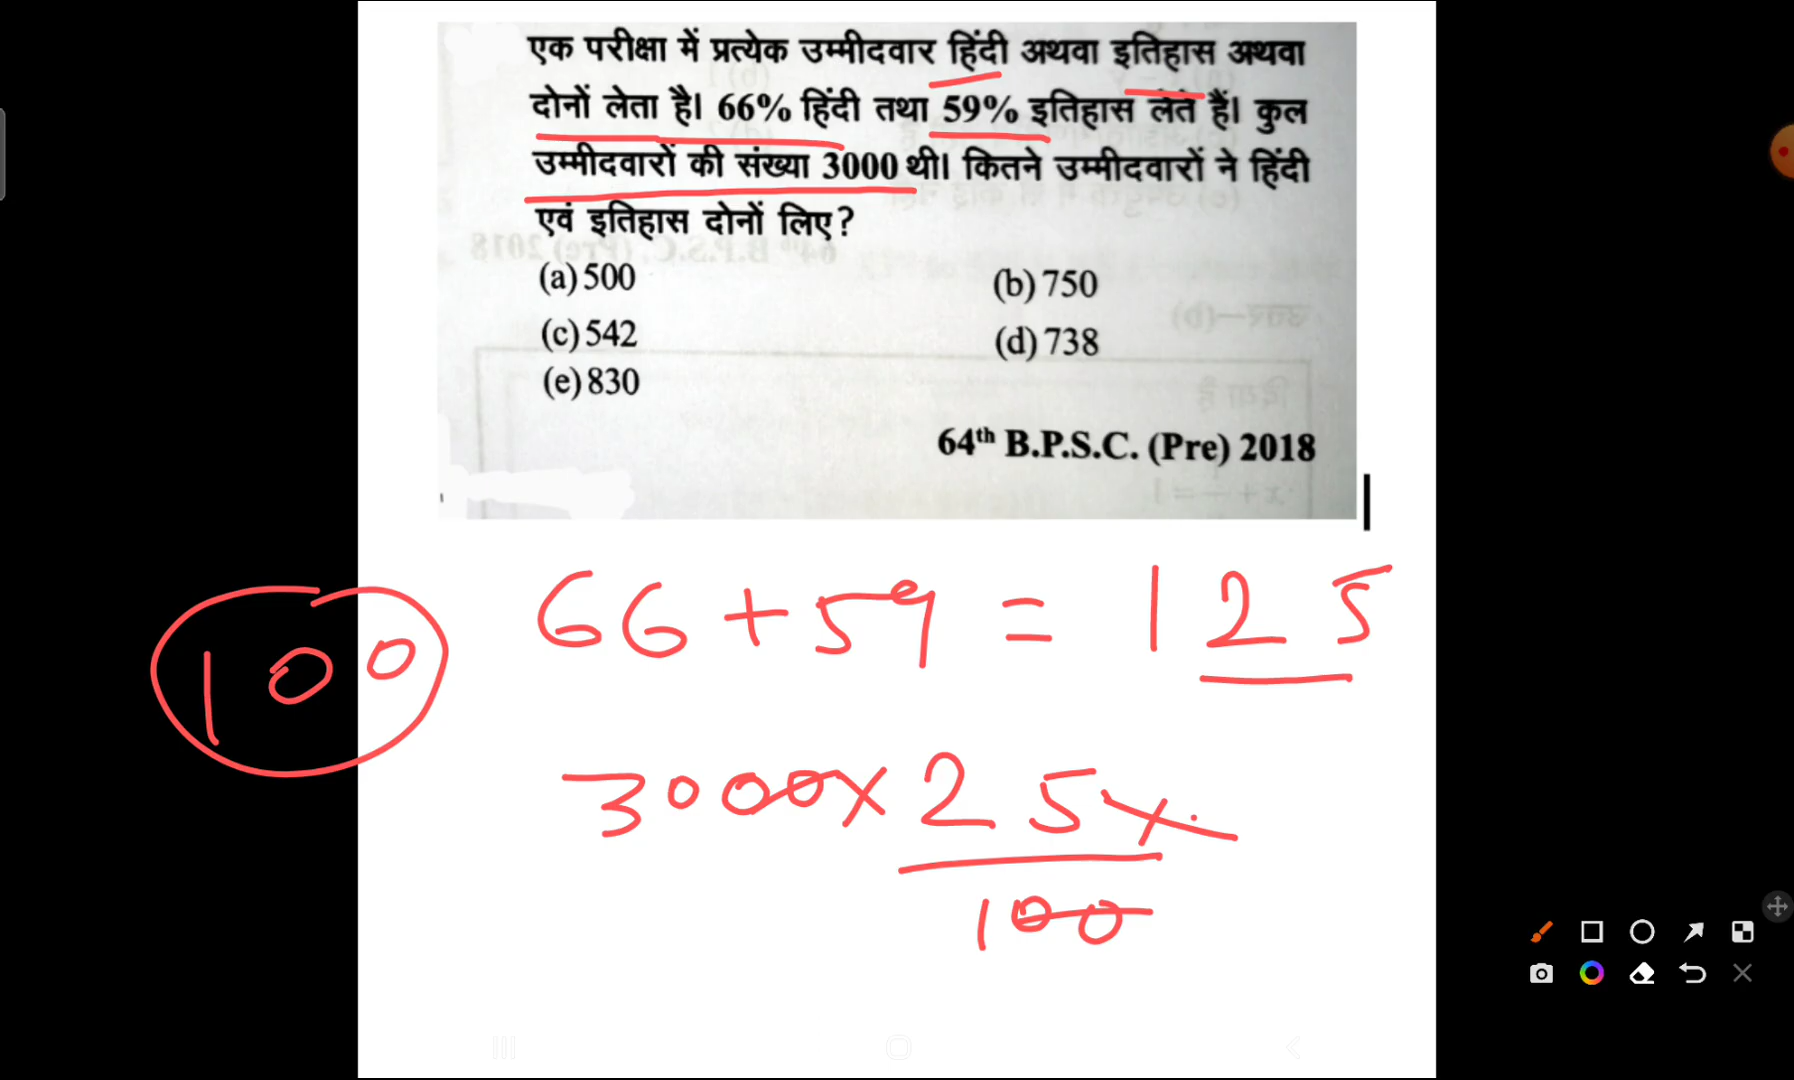 एक परीक्षा में प्रत्येक उम्मीदवार हिंदी अथवा इतिहास अथवा
दोनों लेता है। 66% हिंदी तथा 59% इतिहास लेते हैं। कुल
उम्मीदवारों की संख्या 3000 थी। कितने उम्मीदवारों ने हिंदी
एवं इतिहास दोनों लिए?
(a) 500 (b) 750
(c) 542 (d) 738
(e) 830
64th B.P.S.C. (Pre) 2018
66 + 59 = 125
100
3000 × 25%
100